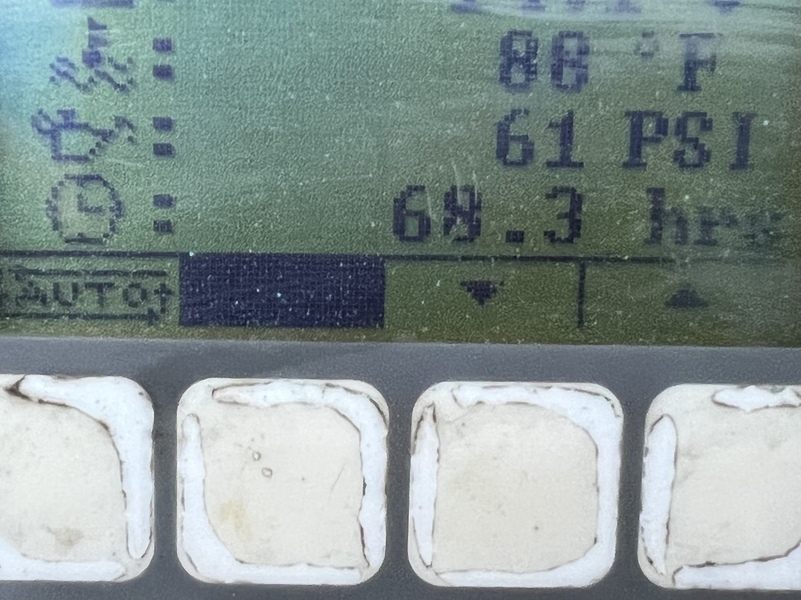 88 °F
61 PSI
68.3 hrs
AUTO